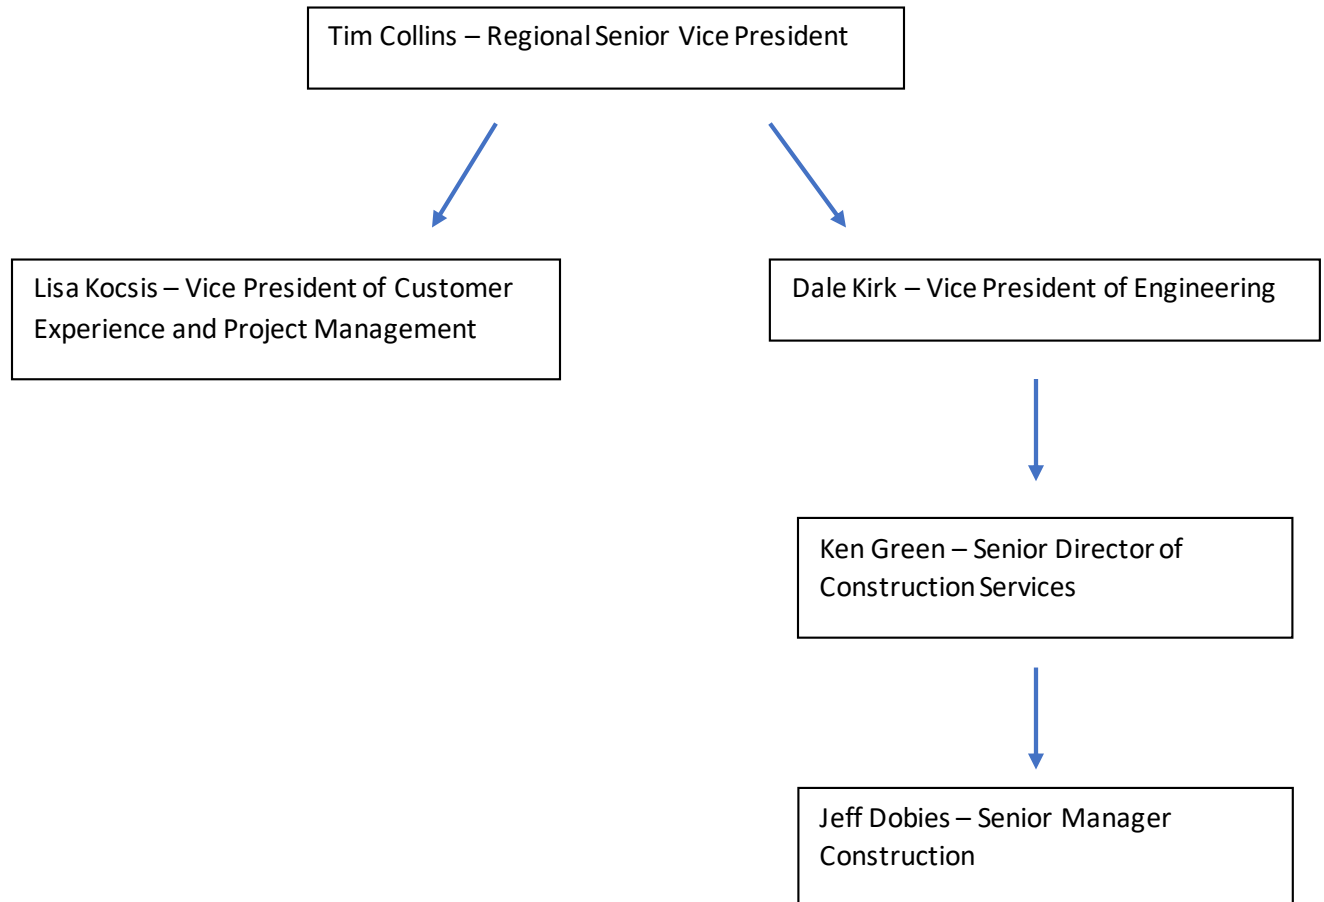 Tim Collins – Regional Senior Vice President
Lisa Kocsis – Vice President of Customer
Experience and Project Management
Dale Kirk – Vice President of Engineering
Ken Green – Senior Director of
Construction Services
Jeff Dobies – Senior Manager
Construction